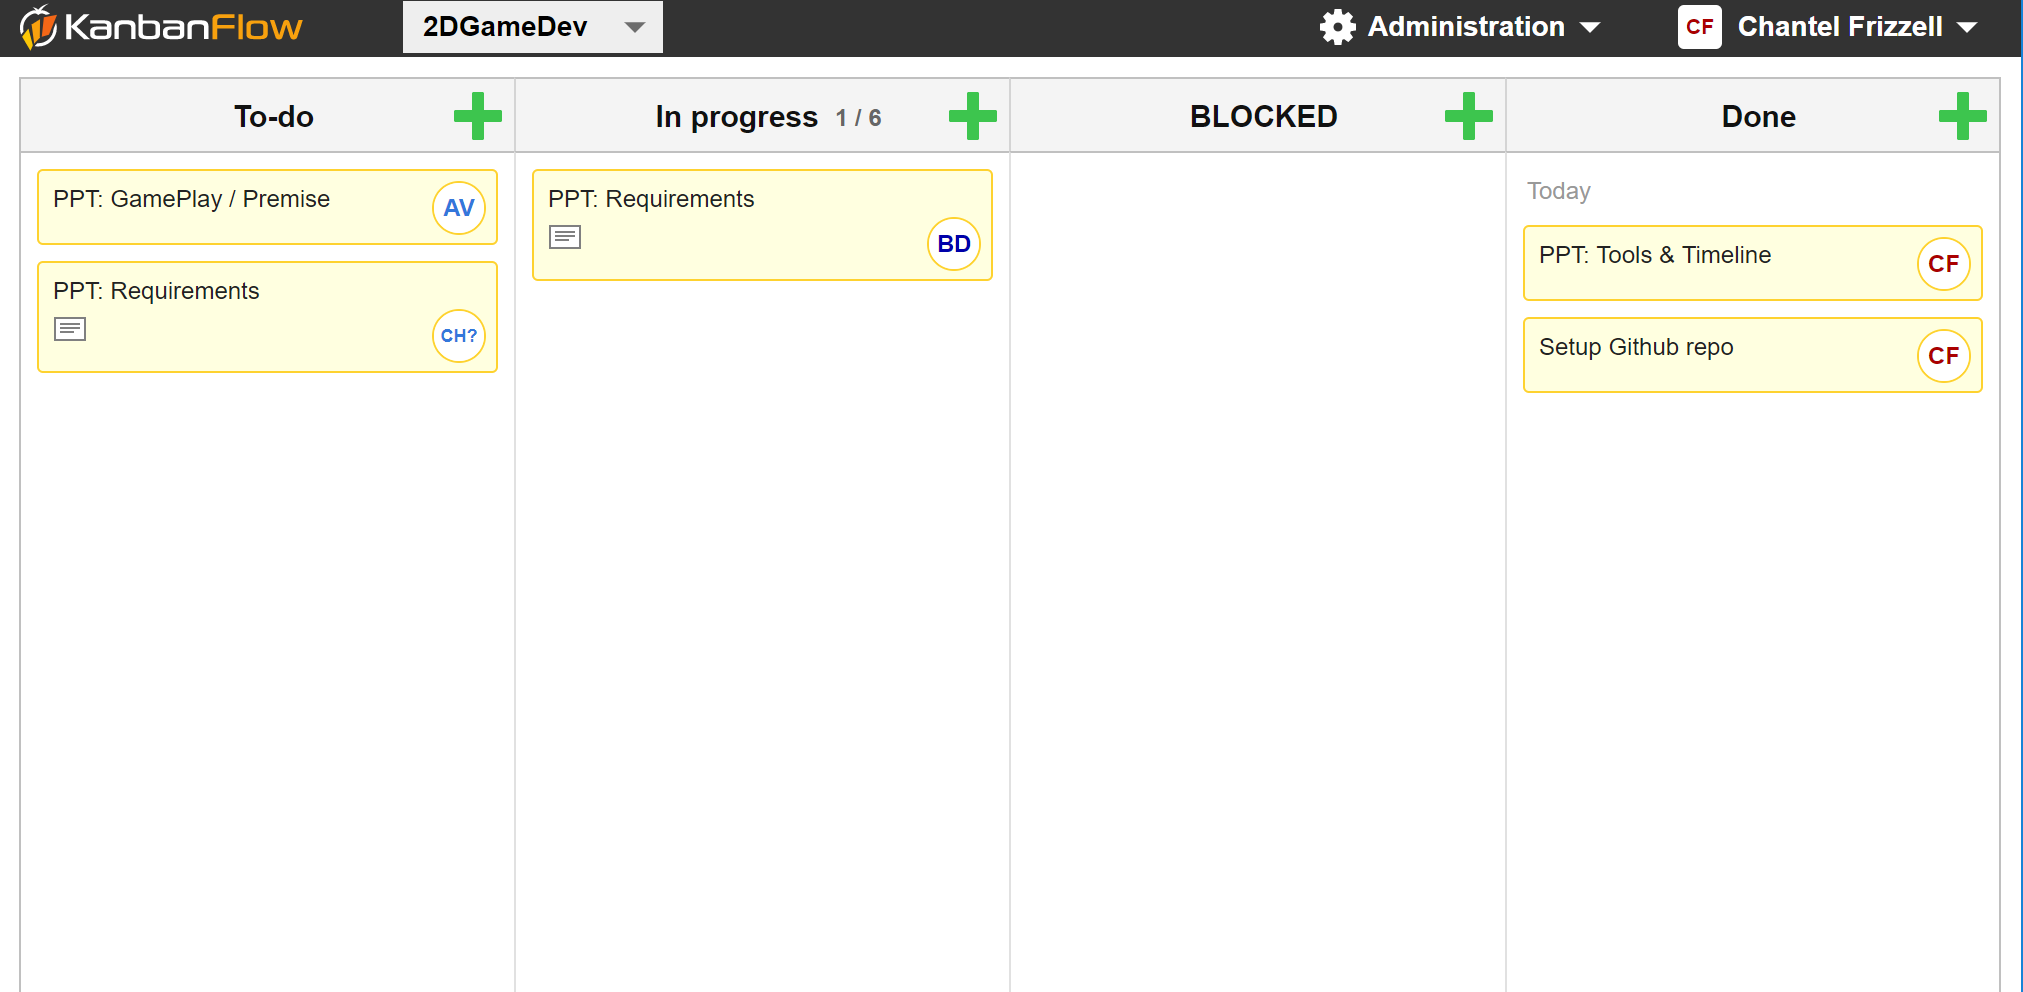 KanbanFlow 2DGameDev Administration CF Chantel Frizzell
To-do In progress 1 / 6 BLOCKED Done
PPT: GamePlay / Premise
AV
PPT: Requirements
CH?
PPT: Requirements
BD
Today
PPT: Tools & Timeline
CF
Setup Github repo
CF